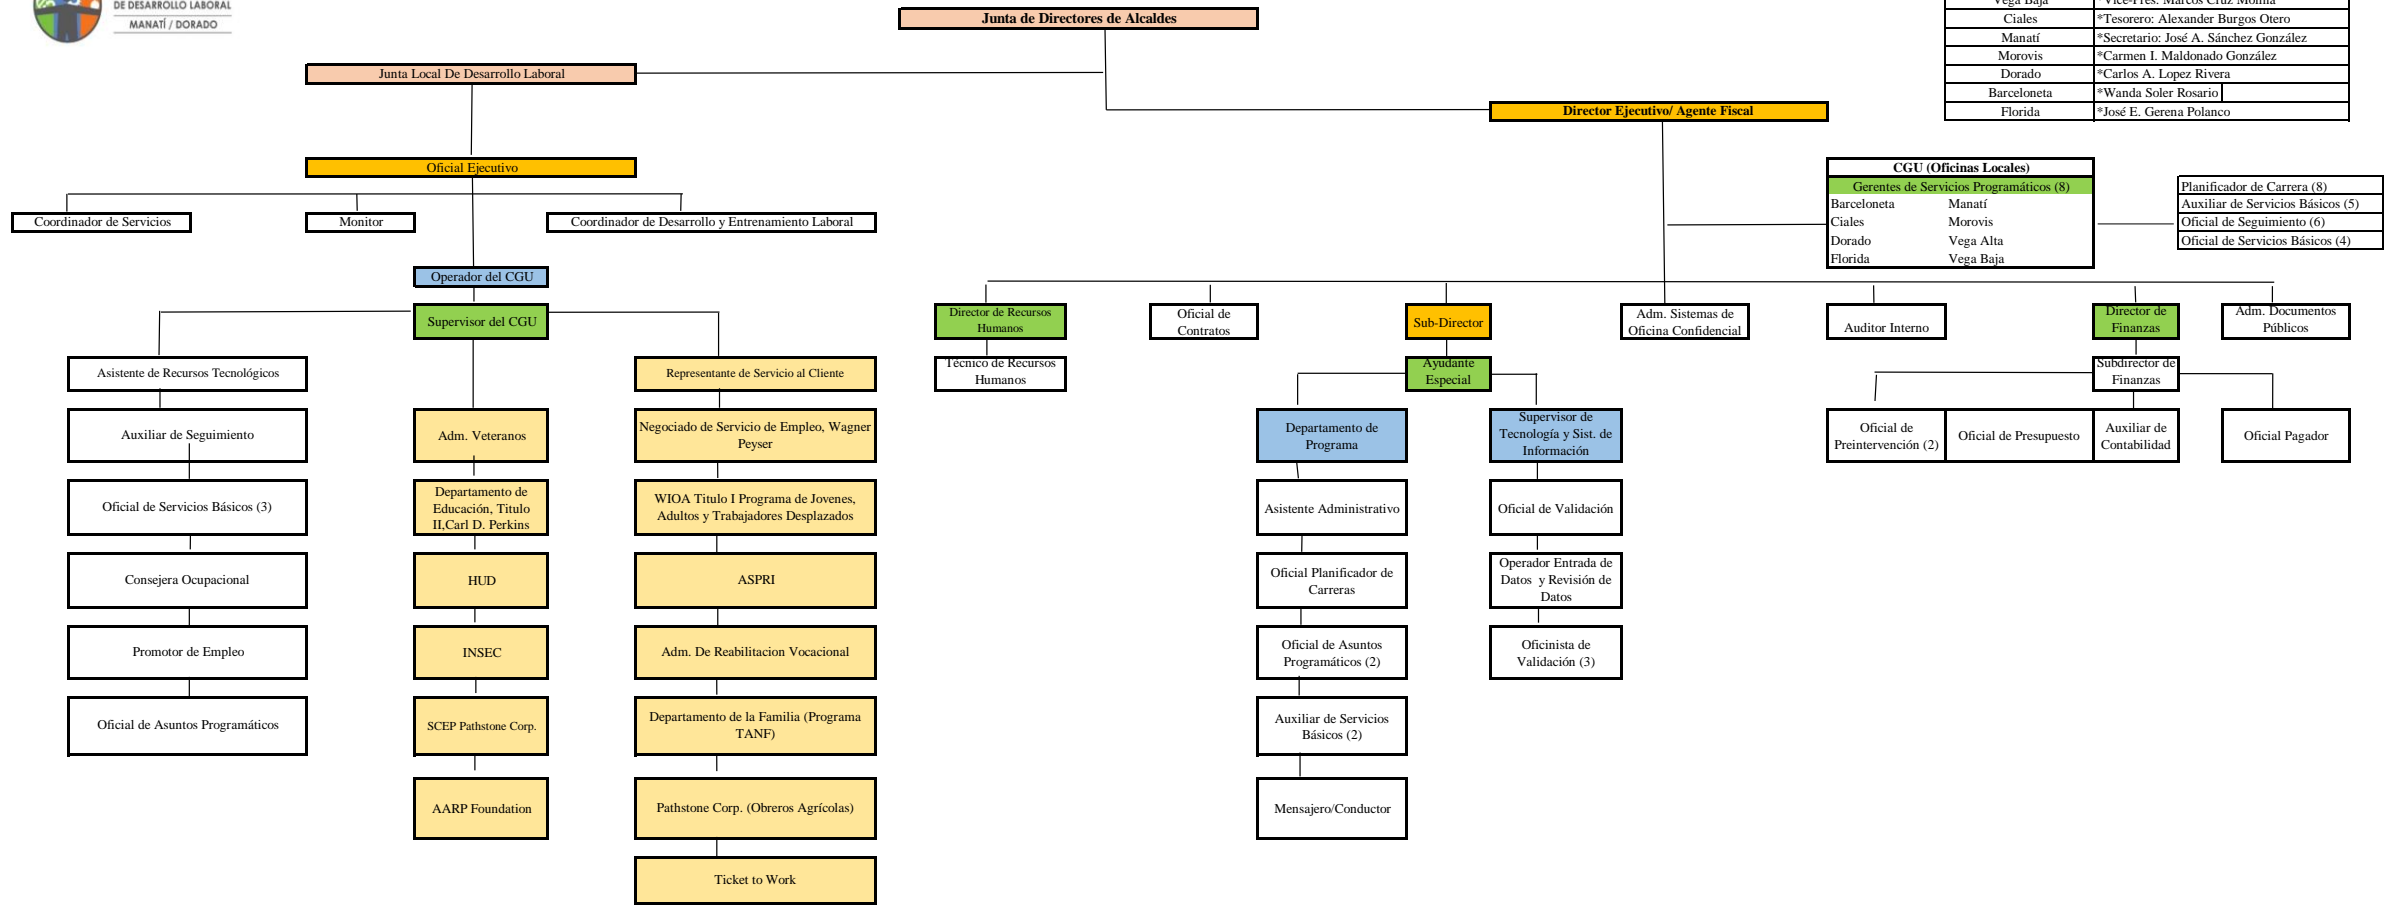 DE DESARROLLO LABORAL
MANATÍ / DORADO
Junta de Directores de Alcaldes
Vega Baja *Vice-Pres. Marcos Cruz Molina
Ciales *Tesorero: Alexander Burgos Otero
Manatí *Secretario: José A. Sánchez González
Morovis *Carmen I. Maldonado González
Dorado *Carlos A. Lopez Rivera
Barceloneta *Wanda Soler Rosario
Florida *José E. Gerena Polanco
Junta Local De Desarrollo Laboral
Director Ejecutivo/ Agente Fiscal
Oficial Ejecutivo
Coordinador de Servicios
Monitor
Coordinador de Desarrollo y Entrenamiento Laboral
CGU (Oficinas Locales)
Gerentes de Servicios Programáticos (8)
Barceloneta Manatí
Ciales Morovis
Dorado Vega Alta
Florida Vega Baja
Planificador de Carrera (8)
Auxiliar de Servicios Básicos (5)
Oficial de Seguimiento (6)
Oficial de Servicios Básicos (4)
Operador del CGU
Supervisor del CGU
Asistente de Recursos Tecnológicos
Auxiliar de Seguimiento
Oficial de Servicios Básicos (3)
Consejera Ocupacional
Promotor de Empleo
Oficial de Asuntos Programáticos
Adm. Veteranos
Departamento de
Educación, Titulo
II,Carl D. Perkins
HUD
INSEC
SCEP Pathstone Corp.
AARP Foundation
Representante de Servicio al Cliente
Negociado de Servicio de Empleo, Wagner
Peyser
WIOA Titulo I Programa de Jovenes,
Adultos y Trabajadores Desplazados
ASPRI
Adm. De Reabilitacion Vocacional
Departamento de la Familia (Programa
TANF)
Pathstone Corp. (Obreros Agrícolas)
Ticket to Work
Director de Recursos
Humanos
Técnico de Recursos
Humanos
Oficial de
Contratos
Sub-Director
Ayudante
Especial
Departamento de
Programa
Asistente Administrativo
Oficial Planificador de
Carreras
Oficial de Asuntos
Programáticos (2)
Auxiliar de Servicios
Básicos (2)
Mensajero/Conductor
Supervisor de
Tecnología y Sist. de
Información
Oficial de Validación
Operador Entrada de
Datos y Revisión de
Datos
Oficinista de
Validación (3)
Adm. Sistemas de
Oficina Confidencial
Auditor Interno
Director de
Finanzas
Subdirector de
Finanzas
Oficial de
Preintervención (2)
Oficial de Presupuesto
Auxiliar de
Contabilidad
Oficial Pagador
Adm. Documentos
Públicos